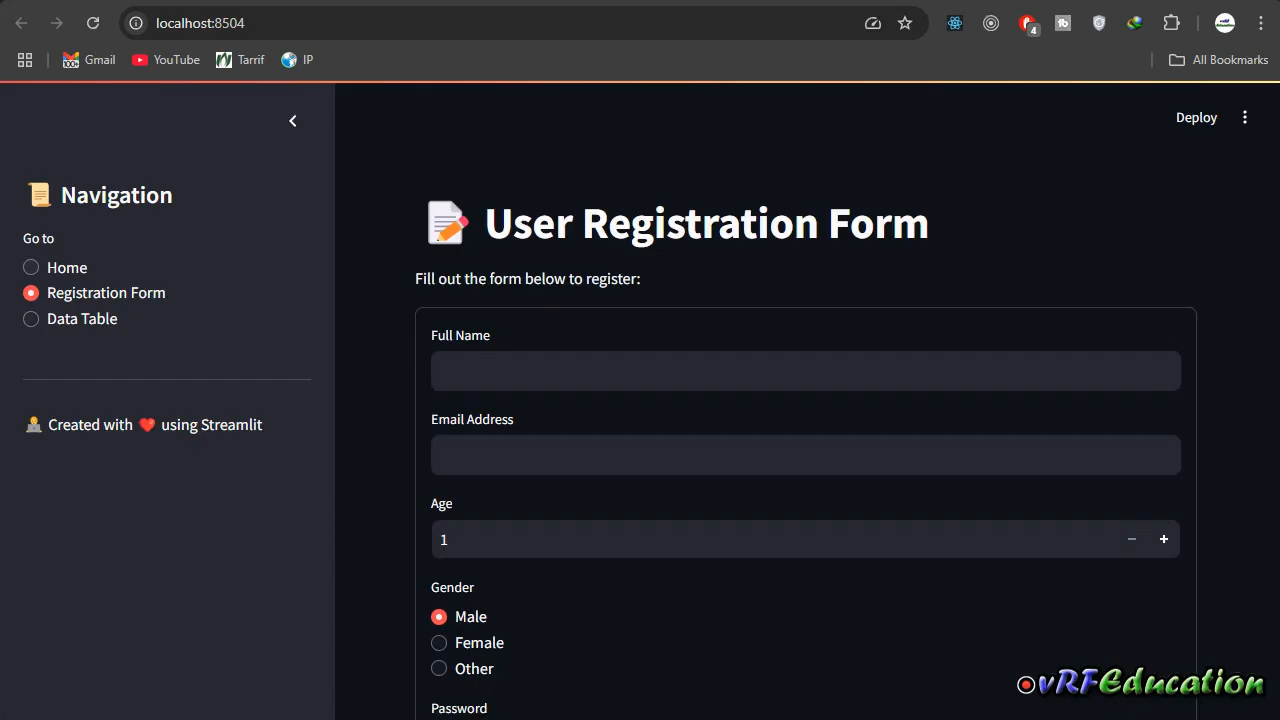 localhost:8504
4
Gmail
YouTube
Tarrif
IP
All Bookmarks
Deploy
Navigation
Go to
Home
Registration Form
Data Table
Created with ❤️ using Streamlit
User Registration Form
Fill out the form below to register:
Full Name
Email Address
Age
1
Gender
Male
Female
Other
Password
vRFEducation